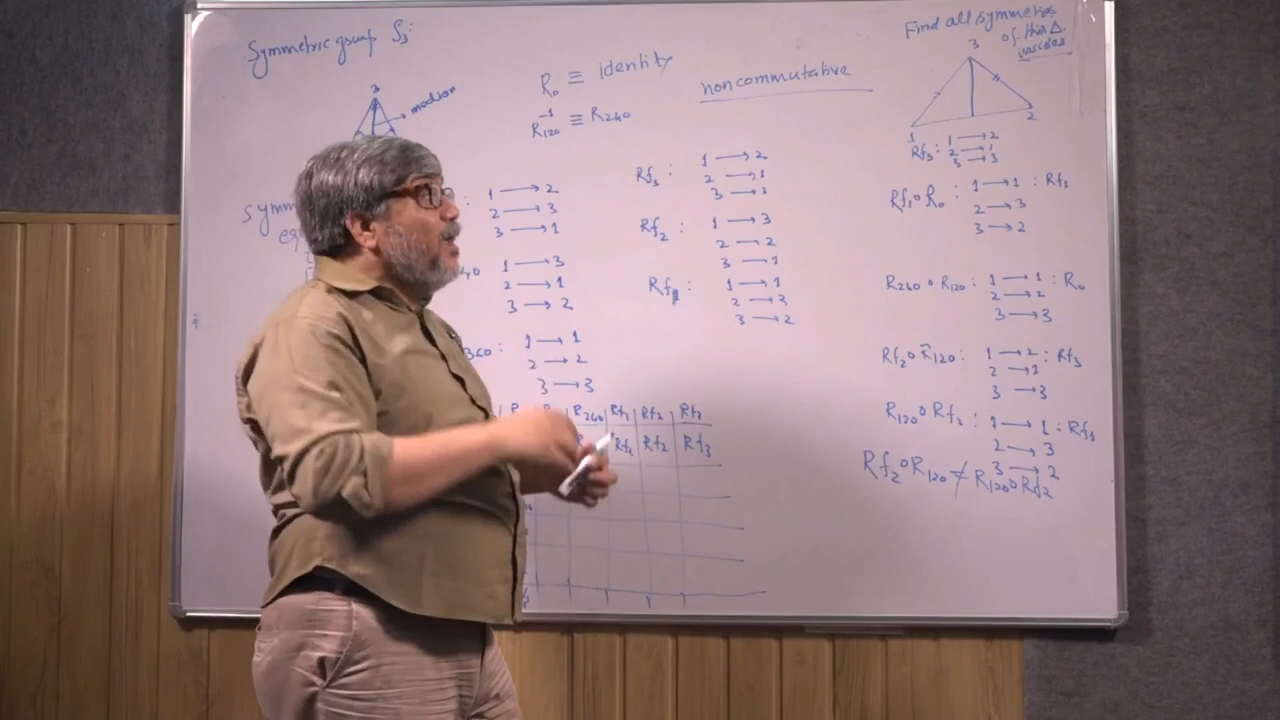 Symmetric group S3:
3
median
R0 ≡ identity
R120^-1 ≡ R240
noncommutative
Find all symmetries
of this Δ.
isosceles
3
1
2
Rf3: 1 → 2
2 → 1
3 → 3
symm
: 1 → 2
2 → 3
3 → 1
40 1 → 3
2 → 1
3 → 2
360: 1 → 1
2 → 2
3 → 3
Rf3: 1 → 2
2 → 1
3 → 3
Rf2: 1 → 3
2 → 2
3 → 1
Rf1: 1 → 1
2 → 3
3 → 2
Rf1 o R0: 1 → 1 : Rf1
2 → 3
3 → 2
R240 o R120: 1 → 1 : R0
2 → 2
3 → 3
Rf2 o R120: 1 → 2 : Rf3
2 → 1
3 → 3
R120 o Rf2: 1 → 1 : Rf1
2 → 3
3 → 2
Rf2 o R120 ≠ R120 o Rf2
R240 Rf1 Rf2 Rf3
Rf1 Rf2 Rf3